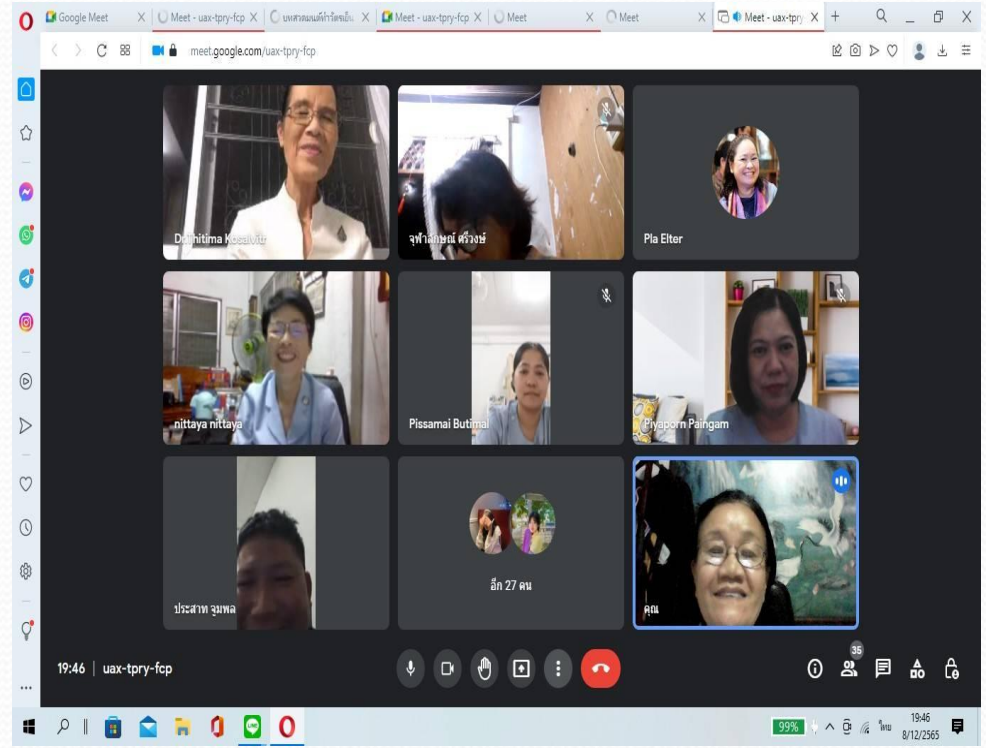 Google Meet
Meet - uax-tpry-fcp
Meet - uax-tpry-fcp
Meet
Meet
Meet - uax-tpry
meet.google.com/uax-tpry-fcp
จุฬาลักษณ์ ศรีวงษ์
Pla Elter
nittaya nittaya
Pissamai Butimal
Piyaporn Paingam
ประสาท จูมพล
อีก 27 คน
คุณ
19:46 | uax-tpry-fcp
35
LINE
99%
ไทย
19:46
8/12/2565